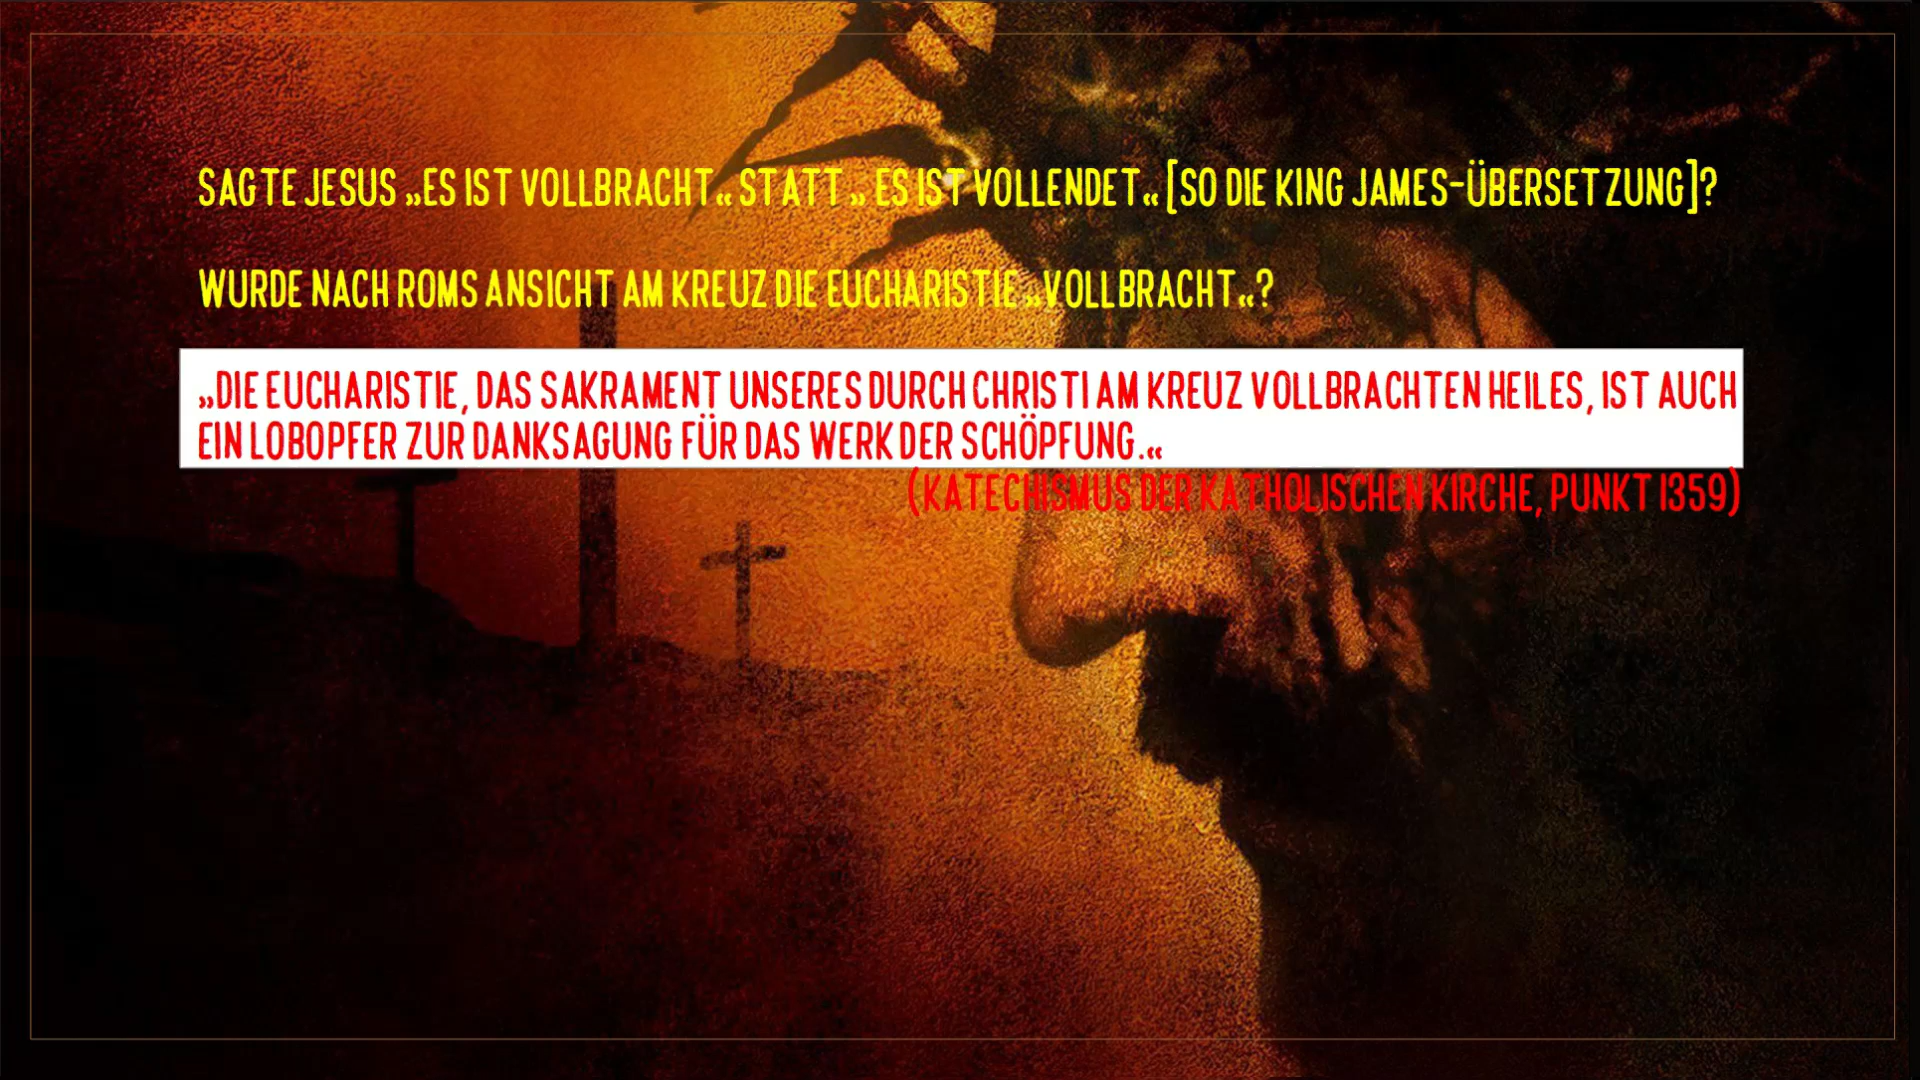 SAGTE JESUS „ES IST VOLLBRACHT“ STATT „ ES IST VOLLENDET“ [SO DIE KING JAMES-ÜBERSETZUNG]?
WURDE NACH ROMS ANSICHT AM KREUZ DIE EUCHARISTIE „VOLLBRACHT“?
„DIE EUCHARISTIE, DAS SAKRAMENT UNSERES DURCH CHRISTI AM KREUZ VOLLBRACHTEN HEILES, IST AUCH
EIN LOBOPFER ZUR DANKSAGUNG FÜR DAS WERK DER SCHÖPFUNG.“
(KATECHISMUS DER KATHOLISCHEN KIRCHE, PUNKT 1359)